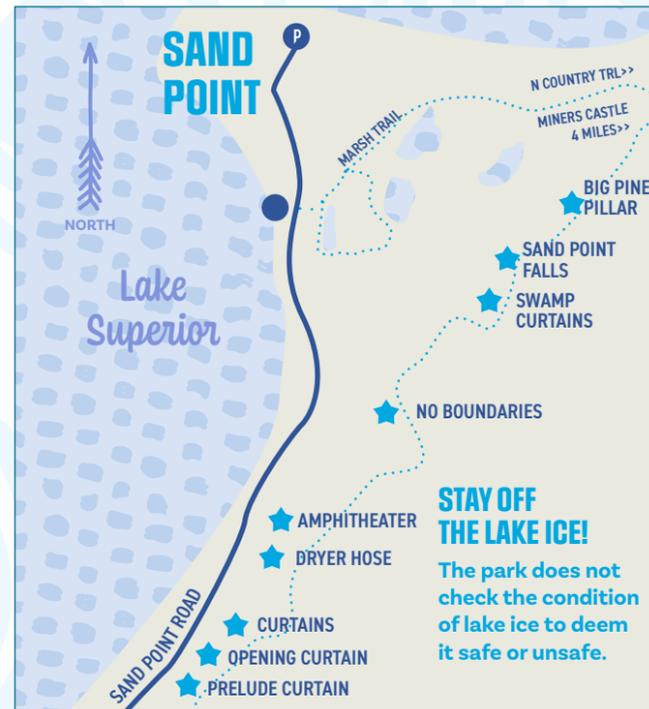 SAND
POINT
P
N COUNTRY TRL>>
MARSH TRAIL
MINERS CASTLE
4 MILES>>
NORTH
BIG PINE
PILLAR
Lake
Superior
SAND POINT
FALLS
SWAMP
CURTAINS
NO BOUNDARIES
STAY OFF
THE LAKE ICE!
The park does not
check the condition
of lake ice to deem
it safe or unsafe.
AMPHITHEATER
DRYER HOSE
CURTAINS
OPENING CURTAIN
PRELUDE CURTAIN
SAND POINT ROAD